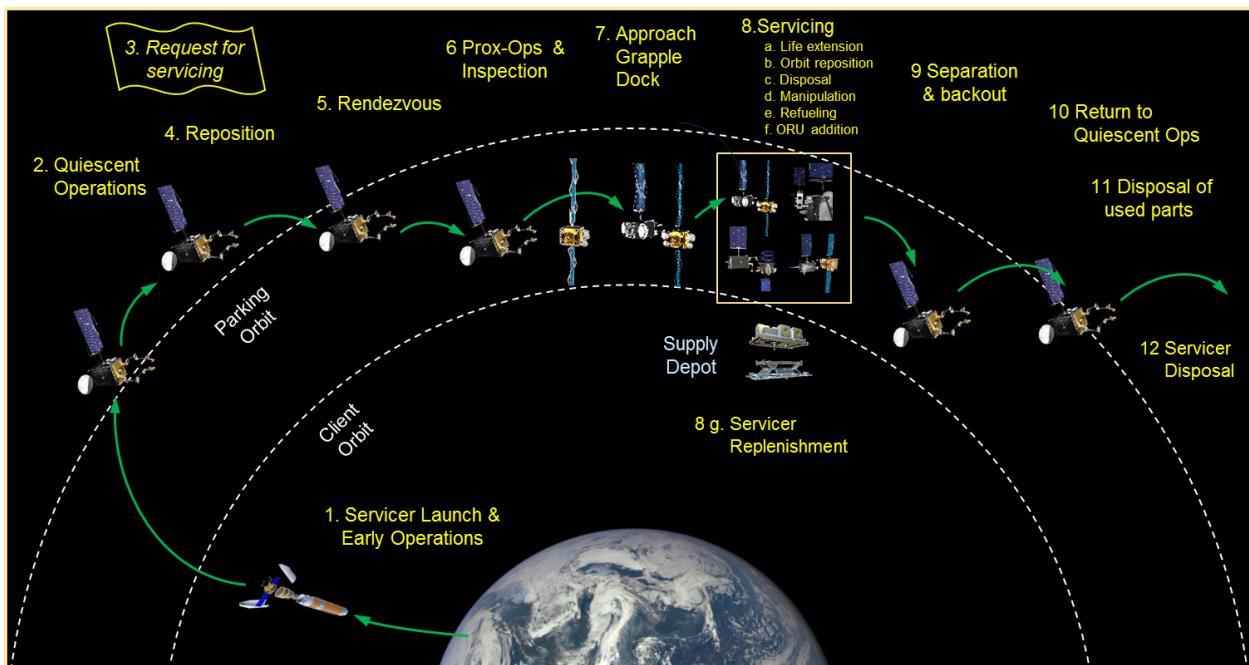 3. Request for
servicing
4. Reposition
2. Quiescent
Operations
5. Rendezvous
6 Prox-Ops &
Inspection
7. Approach
Grapple
Dock
8.Servicing
a. Life extension
b. Orbit reposition
c. Disposal
d. Manipulation
e. Refueling
f. ORU addition
9 Separation
& backout
10 Return to
Quiescent Ops
11 Disposal of
used parts
12 Servicer
Disposal
Parking
Orbit
Client
Orbit
Supply
Depot
8 g. Servicer
Replenishment
1. Servicer Launch &
Early Operations